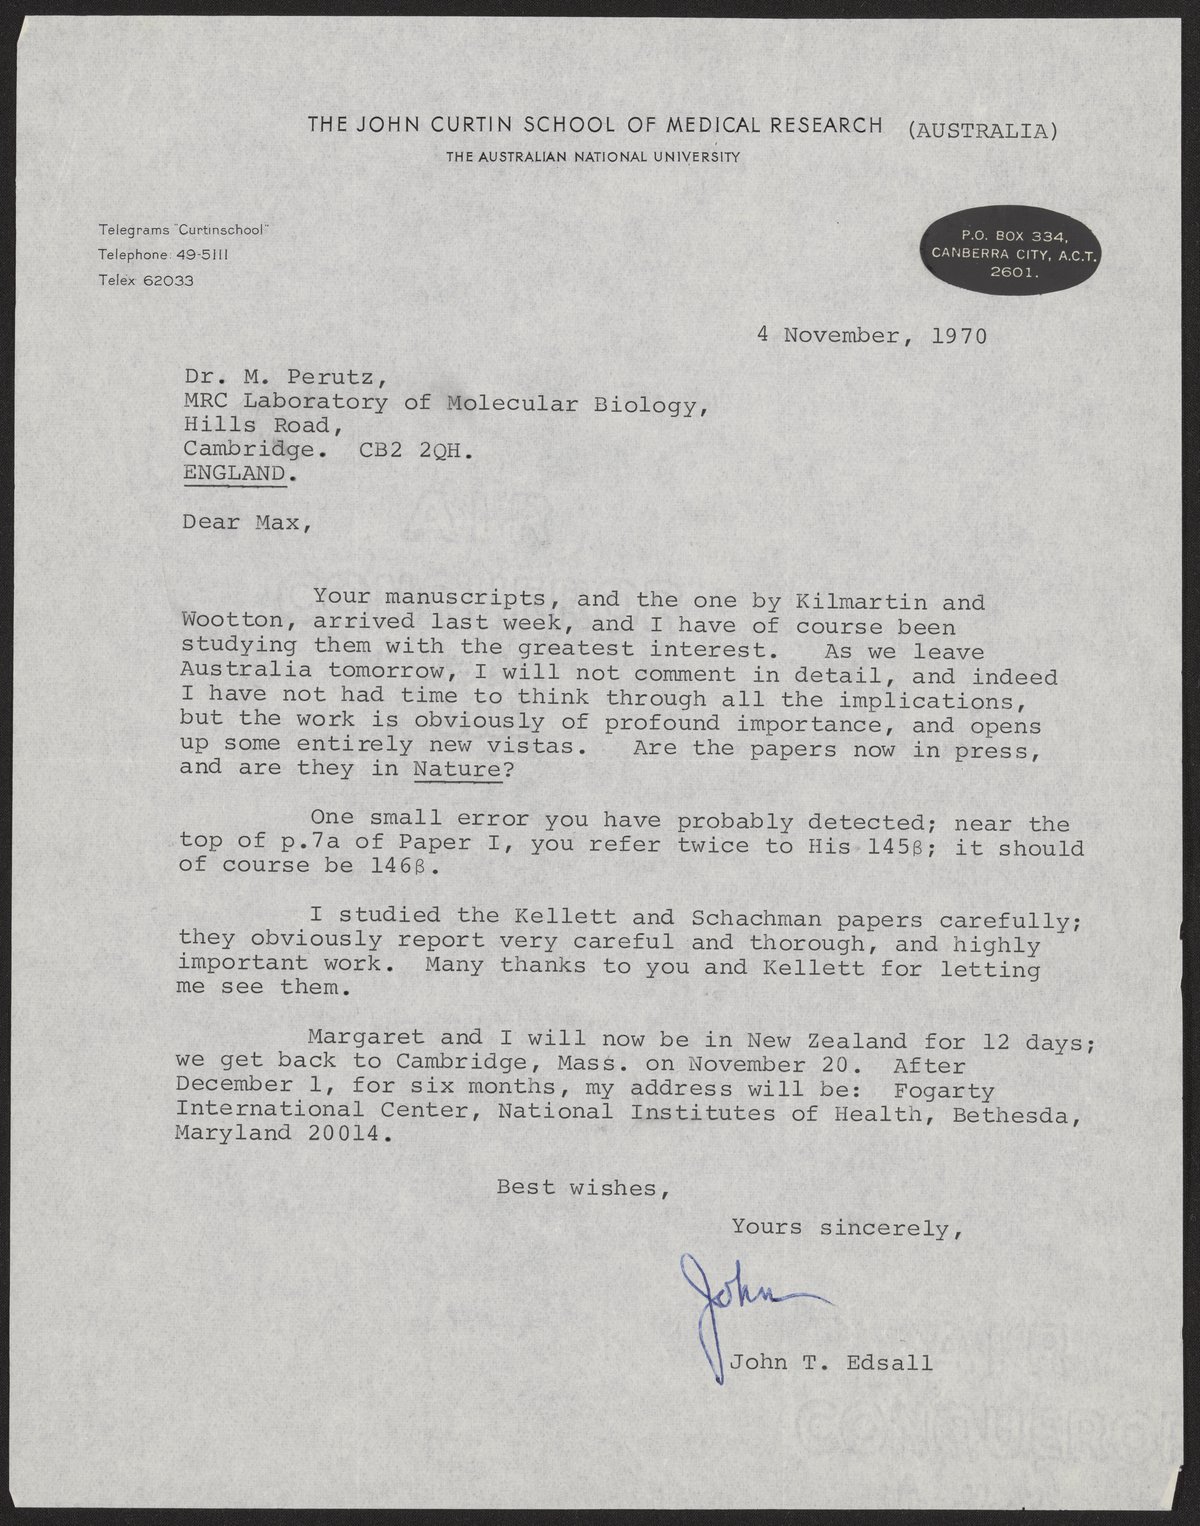 THE JOHN CURTIN SCHOOL OF MEDICAL RESEARCH (AUSTRALIA)
THE AUSTRALIAN NATIONAL UNIVERSITY
Telegrams "Curtinschool"
Telephone: 49-5111
Telex 62033
P.O. BOX 334,
CANBERRA CITY, A.C.T.
2601.
4 November, 1970
Dr. M. Perutz,
MRC Laboratory of Molecular Biology,
Hills Road,
Cambridge. CB2 2QH.
ENGLAND.
Dear Max,
Your manuscripts, and the one by Kilmartin and
Wootton, arrived last week, and I have of course been
studying them with the greatest interest. As we leave
Australia tomorrow, I will not comment in detail, and indeed
I have not had time to think through all the implications,
but the work is obviously of profound importance, and opens
up some entirely new vistas. Are the papers now in press,
and are they in Nature?
One small error you have probably detected; near the
top of p.7a of Paper I, you refer twice to His 145β; it should
of course be 146β.
I studied the Kellett and Schachman papers carefully;
they obviously report very careful and thorough, and highly
important work. Many thanks to you and Kellett for letting
me see them.
Margaret and I will now be in New Zealand for 12 days;
we get back to Cambridge, Mass. on November 20. After
December 1, for six months, my address will be: Fogarty
International Center, National Institutes of Health, Bethesda,
Maryland 20014.
Best wishes,
Yours sincerely,
John
John T. Edsall